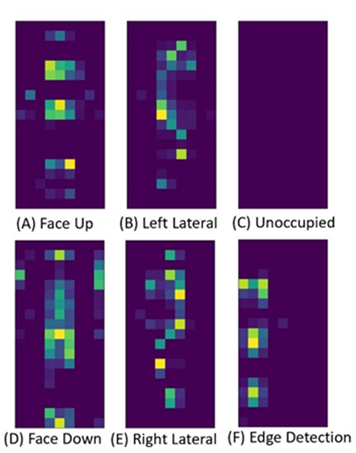 (A) Face Up
(B) Left Lateral
(C) Unoccupied
(D) Face Down
(E) Right Lateral
(F) Edge Detection